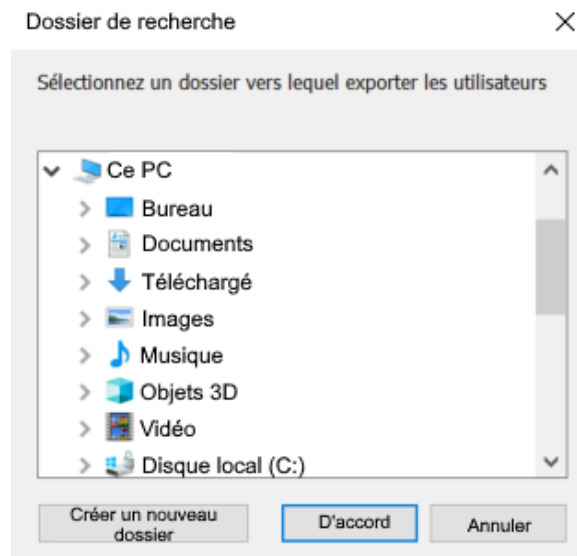 Dossier de recherche
Sélectionnez un dossier vers lequel exporter les utilisateurs
Ce PC
Bureau
Documents
Téléchargé
Images
Musique
Objets 3D
Vidéo
Disque local (C:)
Créer un nouveau
dossier
D'accord
Annuler